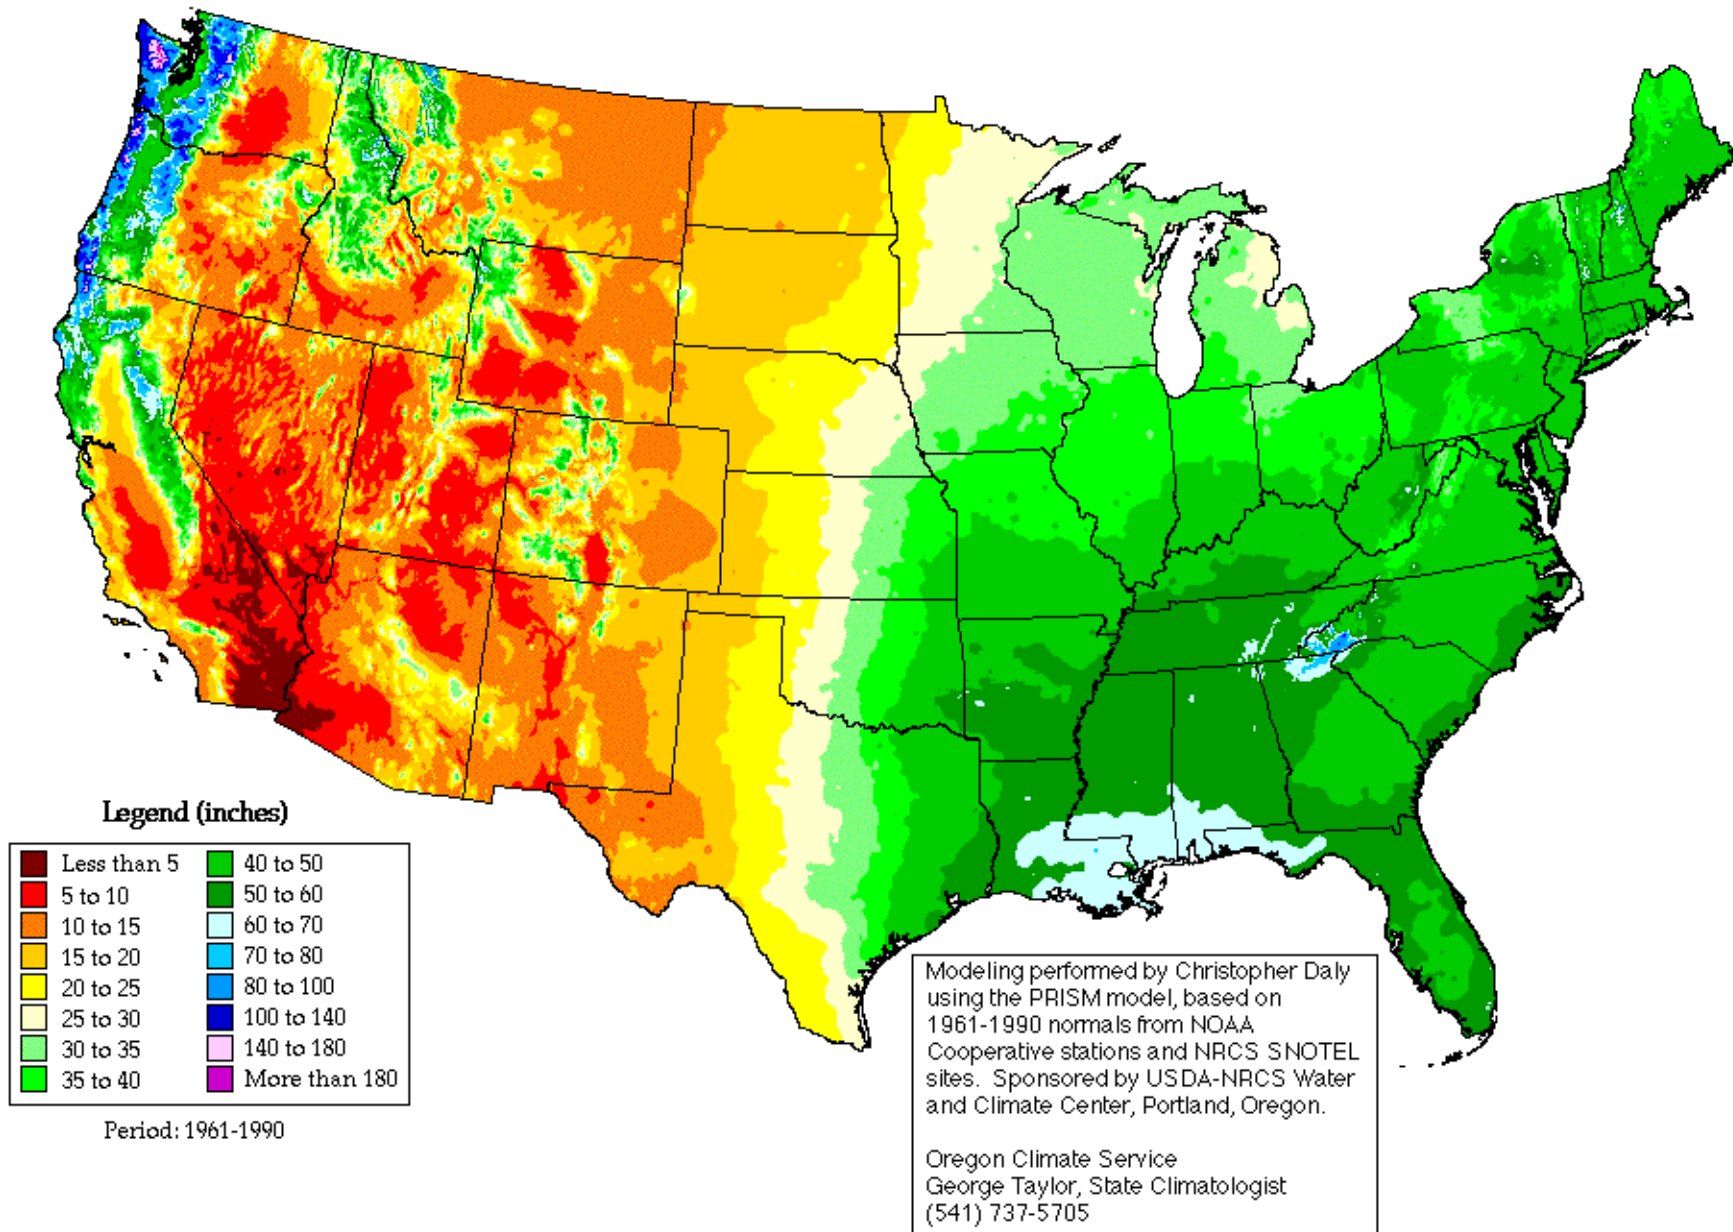 Legend (inches)
Less than 5
5 to 10
10 to 15
15 to 20
20 to 25
25 to 30
30 to 35
35 to 40
40 to 50
50 to 60
60 to 70
70 to 80
80 to 100
100 to 140
140 to 180
More than 180
Period: 1961-1990
Modeling performed by Christopher Daly
using the PRISM model, based on
1961-1990 normals from NOAA
Cooperative stations and NRCS SNOTEL
sites. Sponsored by USDA-NRCS Water
and Climate Center, Portland, Oregon.
Oregon Climate Service
George Taylor, State Climatologist
(541) 737-5705